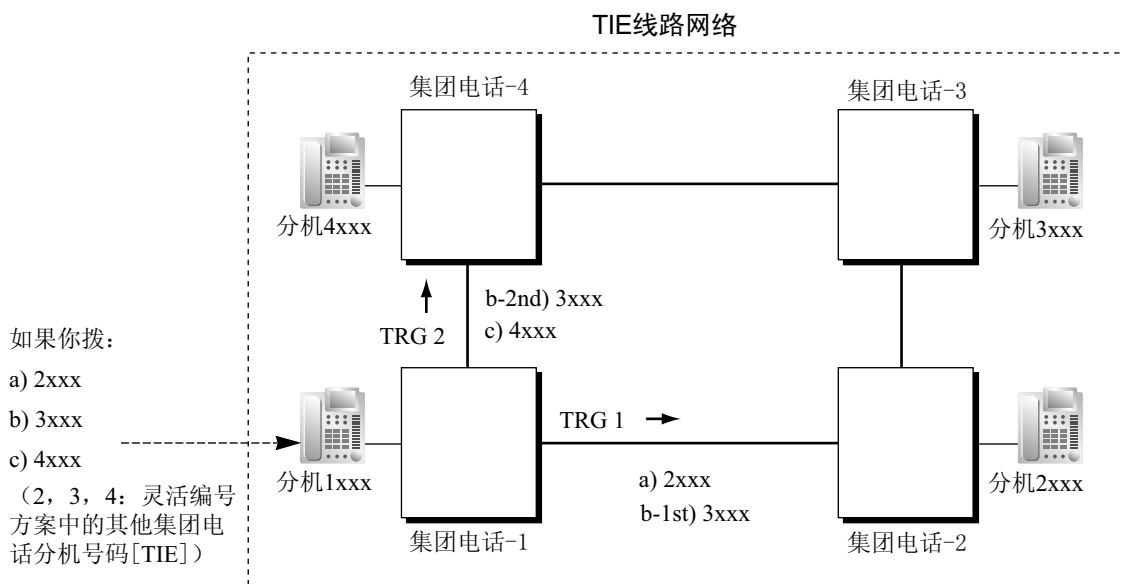 TIE线路网络
集团电话-4
集团电话-3
分机4xxx
分机3xxx
b-2nd) 3xxx
TRG 2
c) 4xxx
如果你拨：
a) 2xxx
b) 3xxx
c) 4xxx
（2，3，4：灵活编号
方案中的其他集团电
话分机号码[TIE]）
TRG 1
分机1xxx
a) 2xxx
b-1st) 3xxx
分机2xxx
集团电话-1
集团电话-2